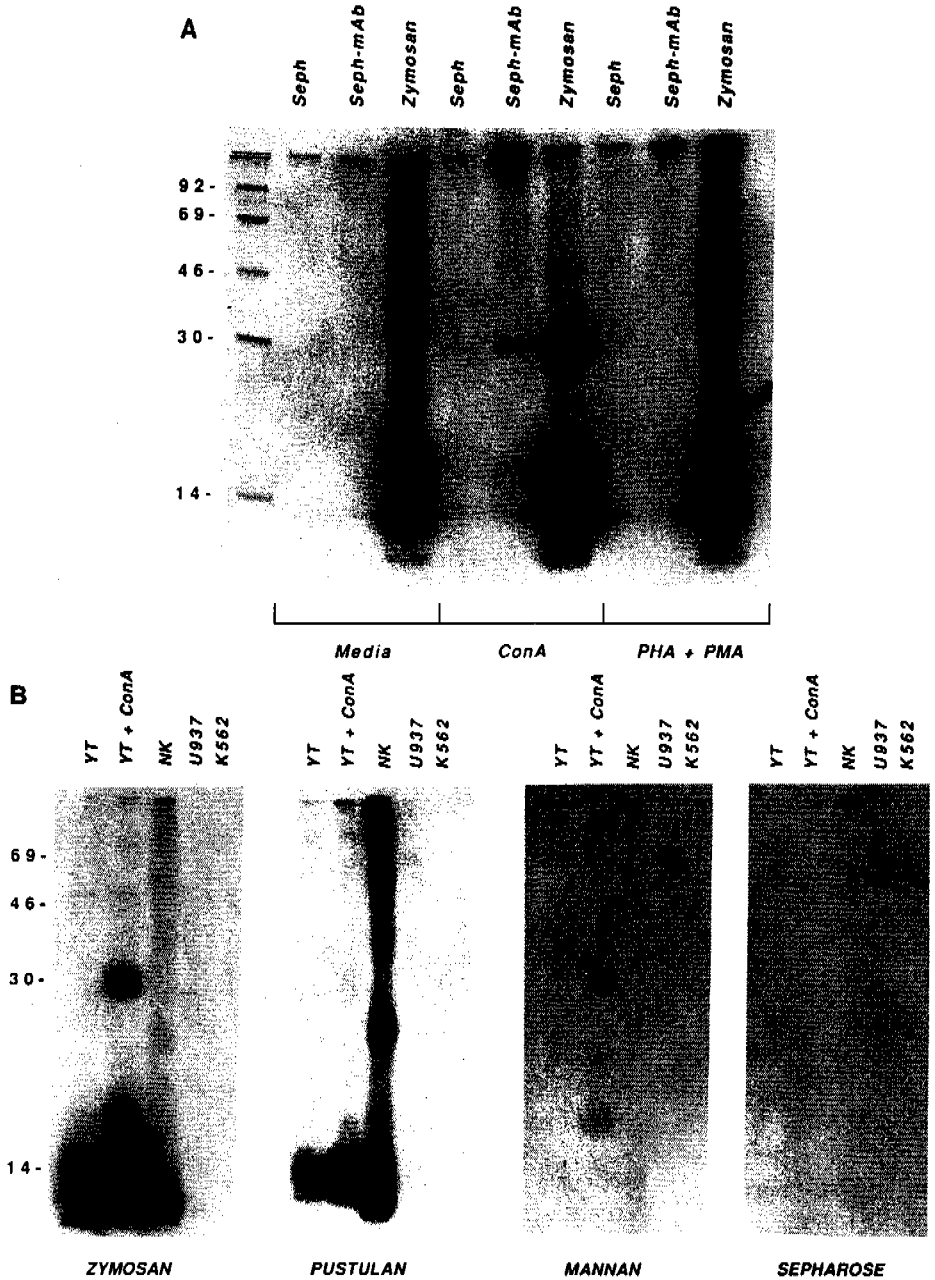 A
Seph Seph-mAb Zymosan Seph Seph-mAb Zymosan Seph Seph-mAb Zymosan
92-
69-
46-
30-
14-
Media ConA PHA + PMA
B
YT YT + ConA NK U937 K562 YT YT + ConA NK U937 K562 YT YT + ConA NK U937 K562 YT YT + ConA NK U937 K562
69-
46-
30-
14-
ZYMOSAN PUSTULAN MANNAN SEPHAROSE